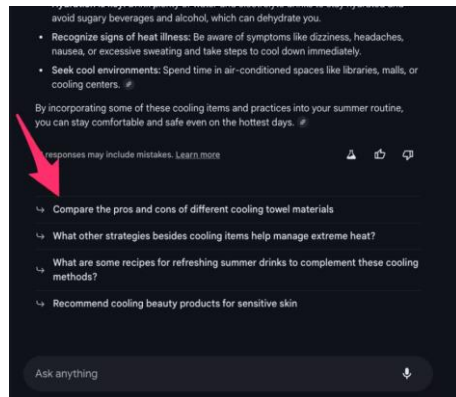 avoid sugary beverages and alcohol, which can dehydrate you.
• Recognize signs of heat illness: Be aware of symptoms like dizziness, headaches,
nausea, or excessive sweating and take steps to cool down immediately.
• Seek cool environments: Spend time in air-conditioned spaces like libraries, malls, or
cooling centers.
By incorporating some of these cooling items and practices into your summer routine,
you can stay comfortable and safe even on the hottest days.
responses may include mistakes. Learn more
Compare the pros and cons of different cooling towel materials
What other strategies besides cooling items help manage extreme heat?
What are some recipes for refreshing summer drinks to complement these cooling
methods?
Recommend cooling beauty products for sensitive skin
Ask anything